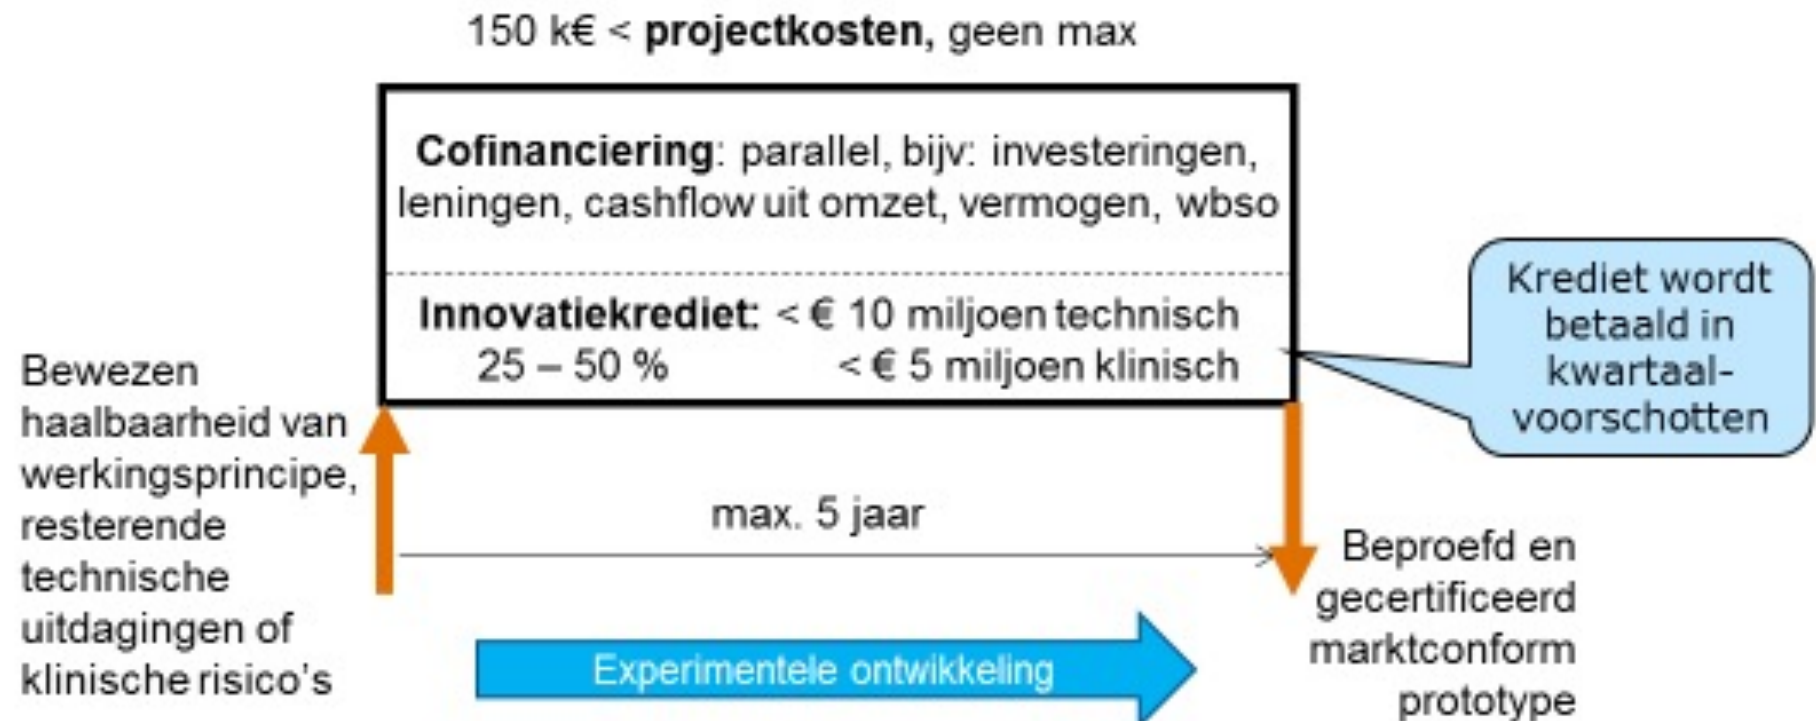 150 k€ < projectkosten, geen max
Cofinanciering: parallel, bijv: investeringen,
leningen, cashflow uit omzet, vermogen, wbso
Innovatiekrediet: < € 10 miljoen technisch
25 – 50 % < € 5 miljoen klinisch
Krediet wordt
betaald in
kwartaal-
voorschotten
Bewezen
haalbaarheid van
werkingsprincipe,
resterende
technische
uitdagingen of
klinische risico's
max. 5 jaar
Experimentele ontwikkeling
Beproefd en
gecertificeerd
marktconform
prototype